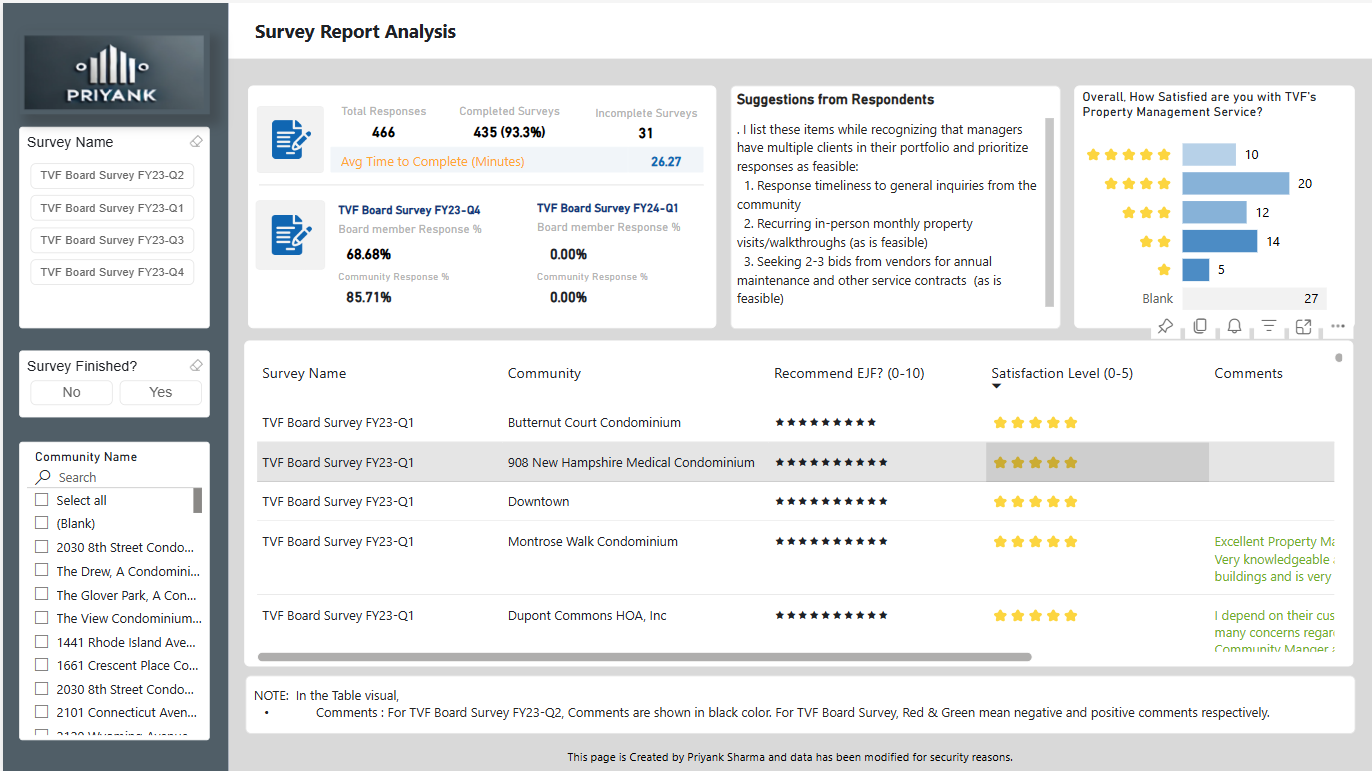 PRIYANK
Survey Report Analysis
Survey Name
TVF Board Survey FY23-Q2
TVF Board Survey FY23-Q1
TVF Board Survey FY23-Q3
TVF Board Survey FY23-Q4
Survey Finished?
No
Yes
Community Name
Search
Select all
(Blank)
2030 8th Street Condo...
The Drew, A Condomini...
The Glover Park, A Con...
The View Condominium...
1441 Rhode Island Ave...
1661 Crescent Place Co...
2030 8th Street Condo...
2101 Connecticut Aven...
Total Responses
466
Completed Surveys
435 (93.3%)
Incomplete Surveys
31
Avg Time to Complete (Minutes)
26.27
TVF Board Survey FY23-Q4
Board member Response %
68.68%
Community Response %
85.71%
TVF Board Survey FY24-Q1
Board member Response %
0.00%
Community Response %
0.00%
Suggestions from Respondents
. I list these items while recognizing that managers
have multiple clients in their portfolio and prioritize
responses as feasible:
1. Response timeliness to general inquiries from the
community
2. Recurring in-person monthly property
visits/walkthroughs (as is feasible)
3. Seeking 2-3 bids from vendors for annual
maintenance and other service contracts (as is
feasible)
Overall, How Satisfied are you with TVF's
Property Management Service?
10
20
12
14
5
Blank 27
Survey Name Community Recommend EJF? (0-10) Satisfaction Level (0-5) Comments
TVF Board Survey FY23-Q1 Butternut Court Condominium
TVF Board Survey FY23-Q1 908 New Hampshire Medical Condominium
TVF Board Survey FY23-Q1 Downtown
TVF Board Survey FY23-Q1 Montrose Walk Condominium
Excellent Property Ma
Very knowledgeable
buildings and is very
TVF Board Survey FY23-Q1 Dupont Commons HOA, Inc
I depend on their cus
many concerns regar
Community Manger
NOTE: In the Table visual,
• Comments : For TVF Board Survey FY23-Q2, Comments are shown in black color. For TVF Board Survey, Red & Green mean negative and positive comments respectively.
This page is Created by Priyank Sharma and data has been modified for security reasons.